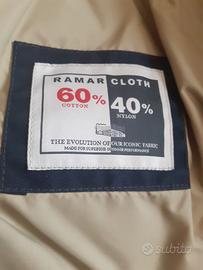 RAMAR CLOTH
60% 40%
COTTON NYLON
THE EVOLUTION OF OUR ICONIC FABRIC
MADE FOR SUPERIOR OUTDOOR PERFORMANCE
subito